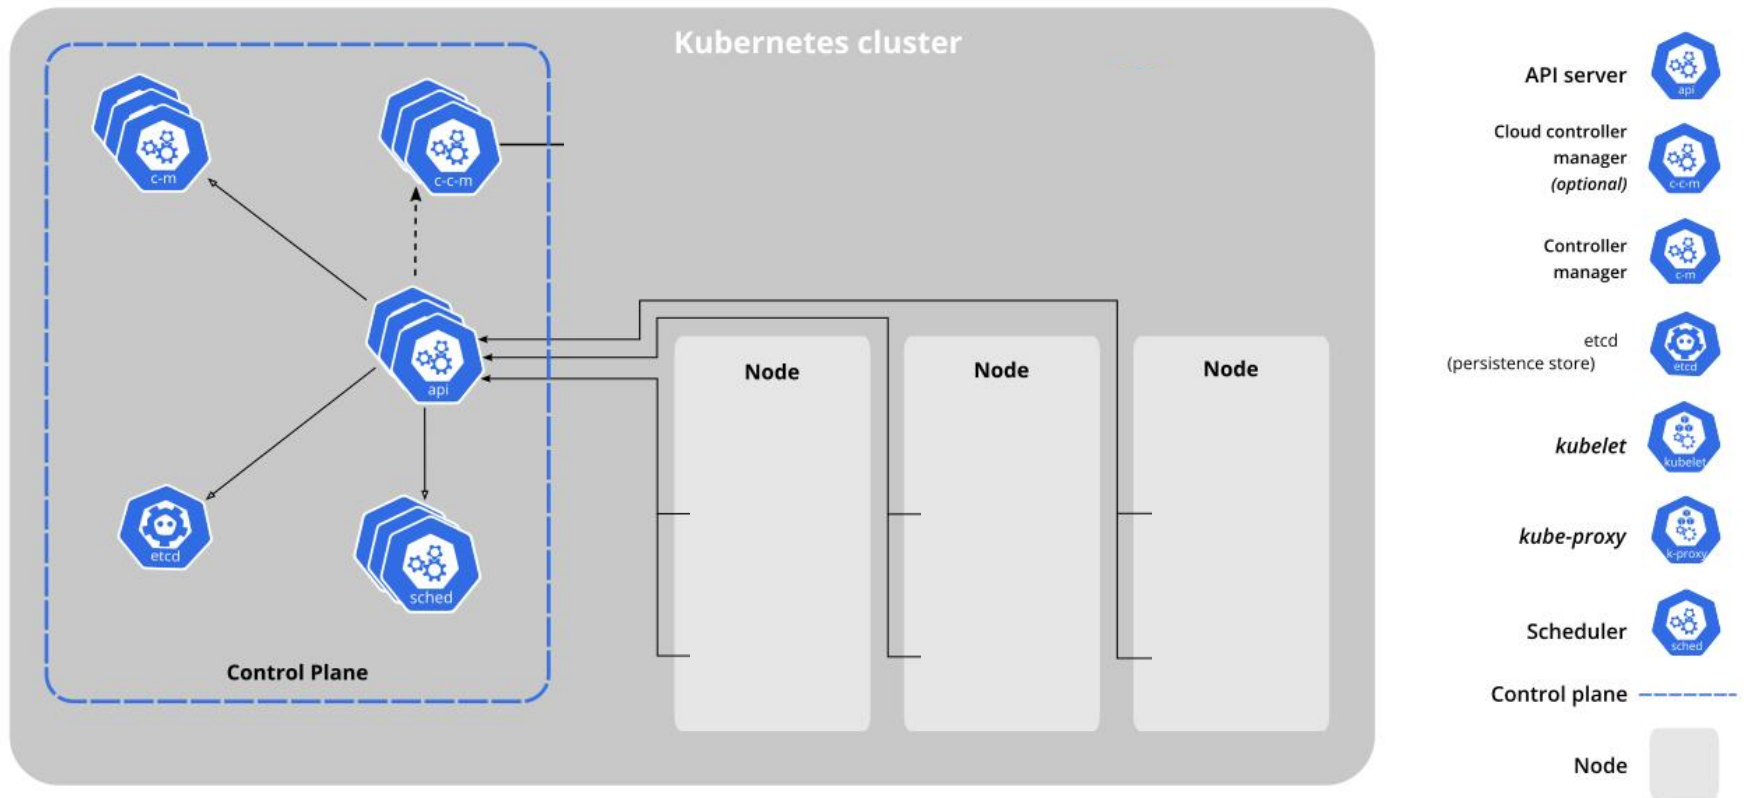 Kubernetes cluster
c-m
c-c-m
api
etcd
sched
Control Plane
Node
Node
Node
API server
api
Cloud controller
manager
(optional)
c-c-m
Controller
manager
c-m
etcd
(persistence store)
etcd
kubelet
kubelet
kube-proxy
k-proxy
Scheduler
sched
Control plane
Node